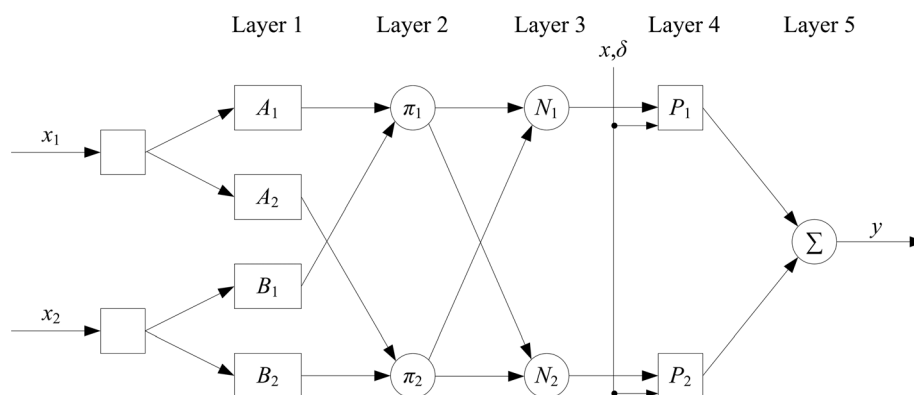 Layer 1 Layer 2 Layer 3 Layer 4 Layer 5
x,δ
A₁ π₁ N₁ P₁
x₁
A₂
Σ y
B₁
x₂
B₂ π₂ N₂ P₂